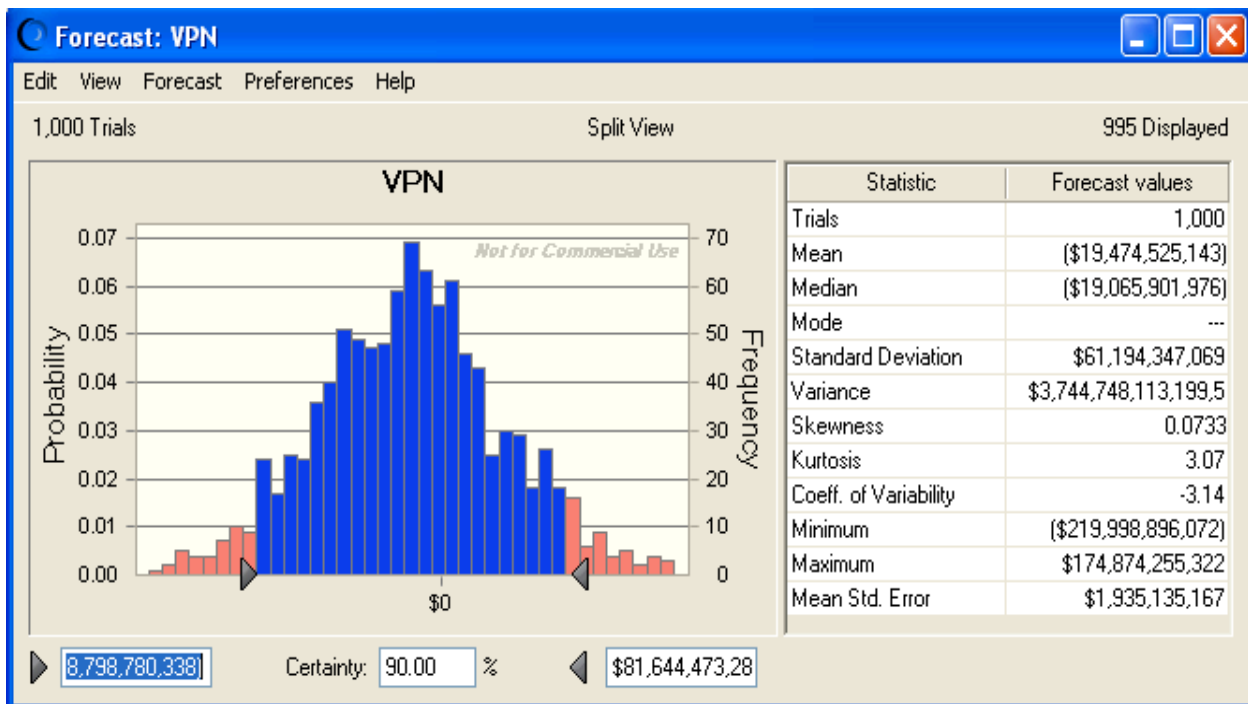 Forecast: VPN
Edit View Forecast Preferences Help
1,000 Trials Split View 995 Displayed
VPN
Not for Commercial Use
Probability
0.07
0.06
0.05
0.04
0.03
0.02
0.01
0.00
70
60
50
40
30
20
10
0
Frequency
$0
Statistic Forecast values
Trials 1,000
Mean ($19,474,525,143)
Median ($19,065,901,976)
Mode ---
Standard Deviation $61,194,347,069
Variance $3,744,748,113,199,5
Skewness 0.0733
Kurtosis 3.07
Coeff. of Variability -3.14
Minimum ($219,998,896,072)
Maximum $174,874,255,322
Mean Std. Error $1,935,135,167
8,798,780,338) Certainty: 90.00 % $81,644,473,28